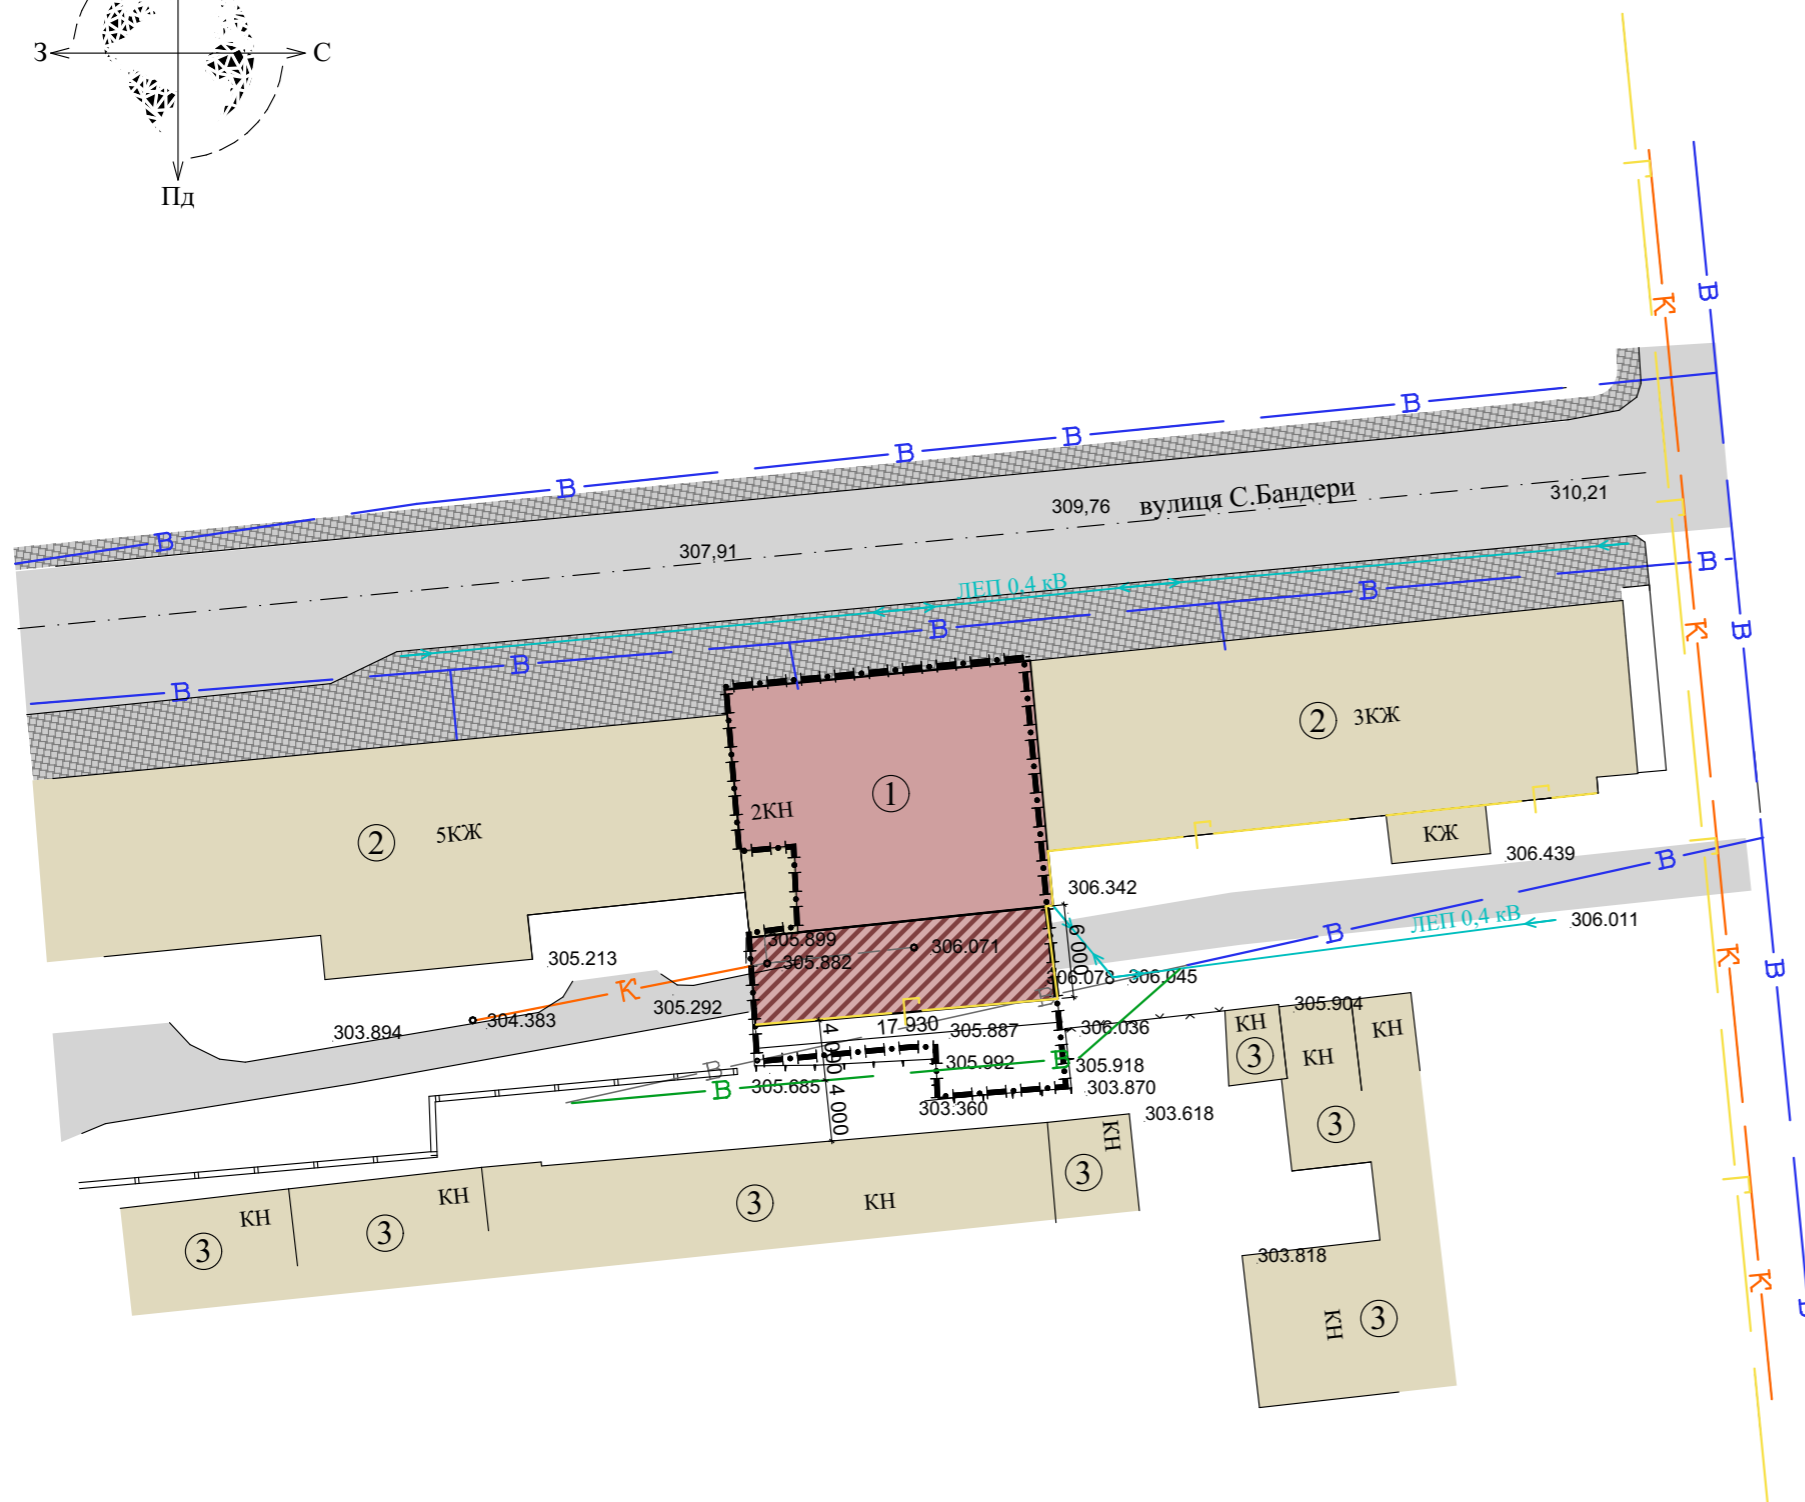 З С
Пд
К
В
В
В
В
В
В
309,76 вулиця С.Бандери 310,21
307,91
ЛЕП 0,4 кВ
В
В
В
В
В
К
В
2 3КЖ
1
2КН
2 5КЖ
Г
Г
КЖ
306.439
В
306.342
ЛЕП 0,4 кВ
306.011
В
6 000
305.899
306.071
305.882
305.213
К
06.078 306.045
В
К
В
305.292
304.383
303.894
Г
17 930
305.887
306.036
305.904
КН
КН
КН
3
4 090
305.992
305.918
В
В
305.685
В
303.870
4 000
303.360
303.618
3
КН
3
КН
КН
3
КН
3
КН
3
303.818
К
КН
3